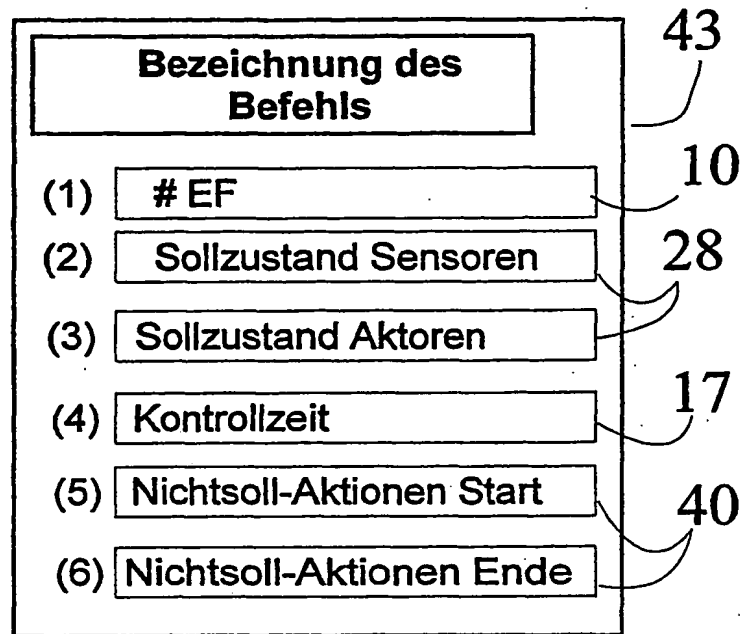 43
Bezeichnung des
Befehls
10
(1) # EF
28
(2) Sollzustand Sensoren
(3) Sollzustand Aktoren
17
(4) Kontrollzeit
(5) Nichtsoll-Aktionen Start
40
(6) Nichtsoll-Aktionen Ende